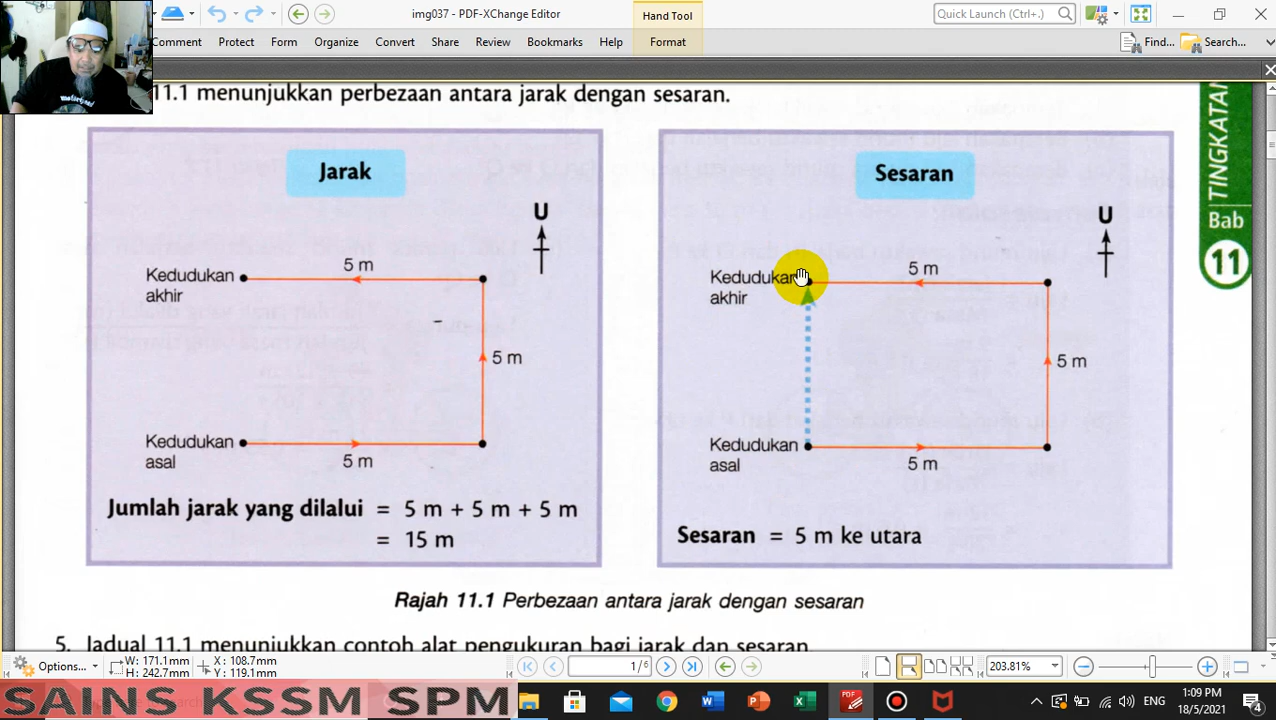 img037 - PDF-XChange Editor
Hand Tool
Quick Launch (Ctrl+.)
Comment Protect Form Organize Convert Share Review Bookmarks Help Format
Find... Search...
11.1 menunjukkan perbezaan antara jarak dengan sesaran.
TINGKATAN
Bab
11
Jarak
U
Kedudukan
akhir
5 m
5 m
Kedudukan
asal
5 m
Jumlah jarak yang dilalui = 5 m + 5 m + 5 m
= 15 m
Sesaran
U
Kedudukan
akhir
5 m
5 m
Kedudukan
asal
5 m
Sesaran = 5 m ke utara
Rajah 11.1 Perbezaan antara jarak dengan sesaran
5. Jadual 11.1 menunjukkan contoh alat pengukuran bagi jarak dan sesaran.
Options...
W: 171.1mm
H: 242.7mm
X: 108.7mm
Y: 119.1mm
1/6
203.81%
SAINS KSSM SPM
ENG
1:09 PM
18/5/2021
4